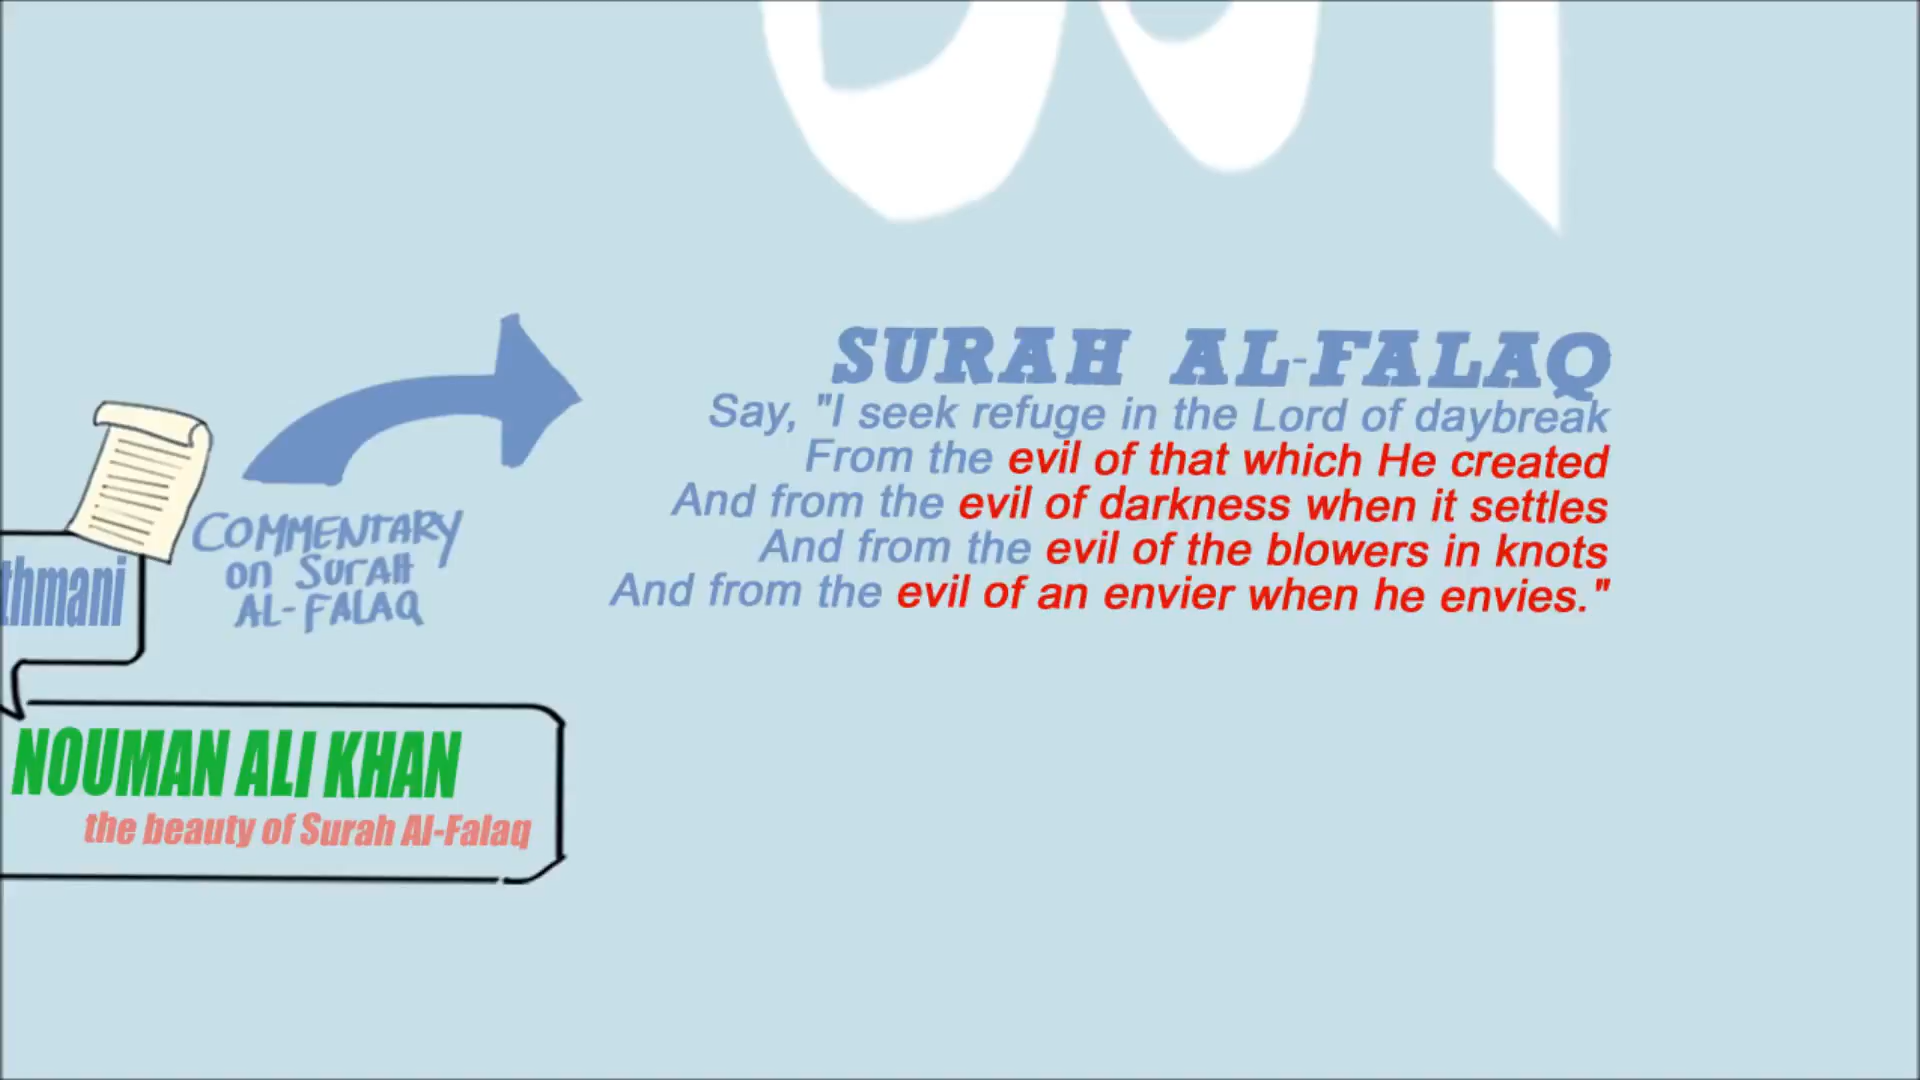 SURAH AL-FALAQ
Say, "I seek refuge in the Lord of daybreak
From the evil of that which He created
And from the evil of darkness when it settles
And from the evil of the blowers in knots
And from the evil of an envier when he envies."
COMMENTARY
on SURAH
AL-FALAQ
thmani
NOUMAN ALI KHAN
the beauty of Surah Al-Falaq